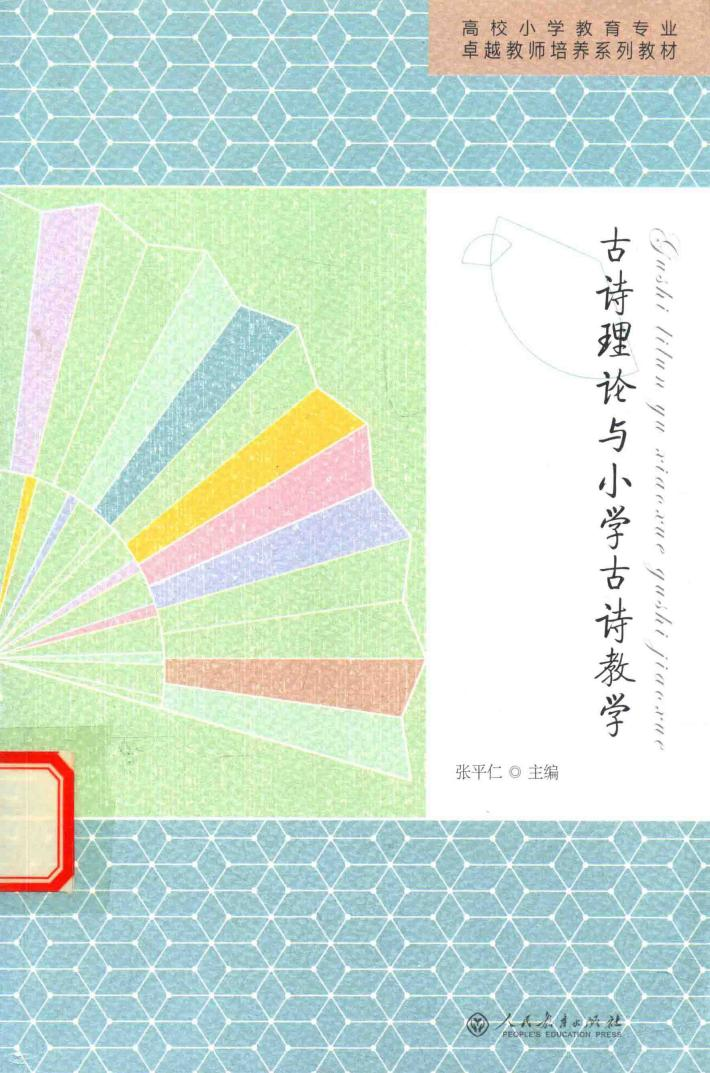 高校小学教育专业
卓越教师培养系列教材
古诗理论与小学古诗教学
Gushi lilun yu xiaoxue gushi jiaoxue
张平仁 ◎ 主编
人民教育出版社
PEOPLE'S EDUCATION PRESS